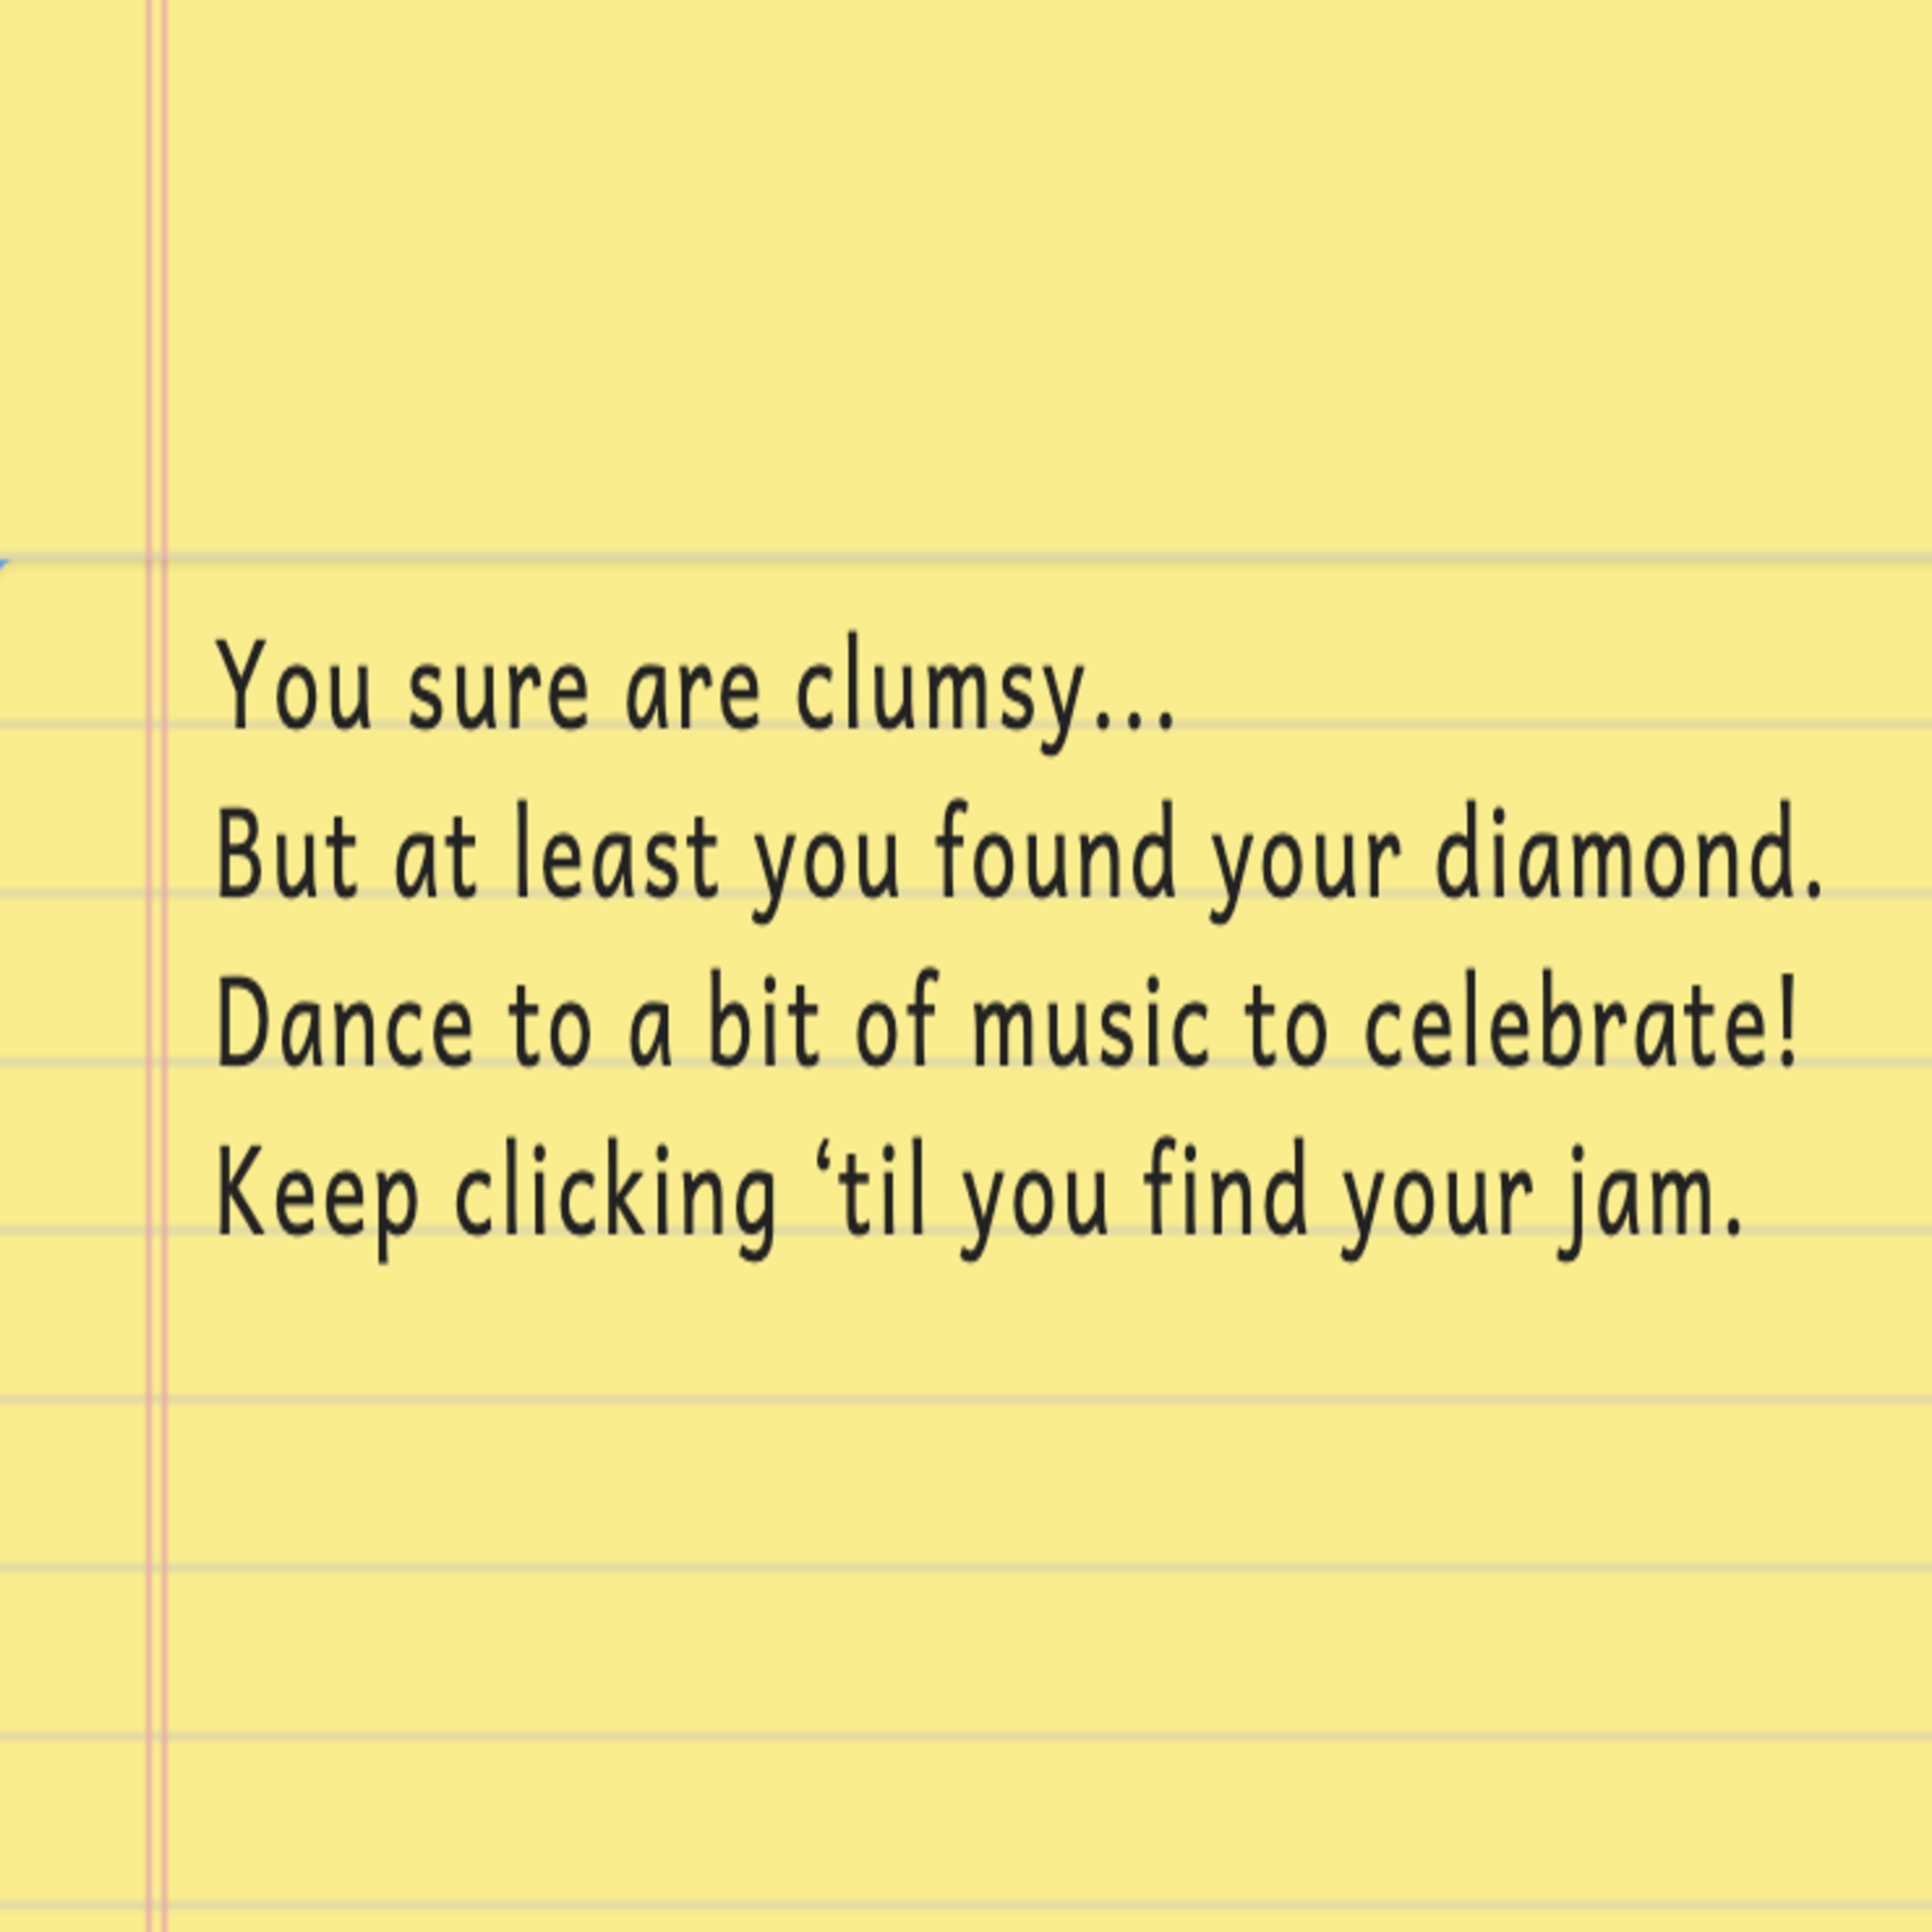 You sure are clumsy...
But at least you found your diamond.
Dance to a bit of music to celebrate!
Keep clicking ‘til you find your jam.